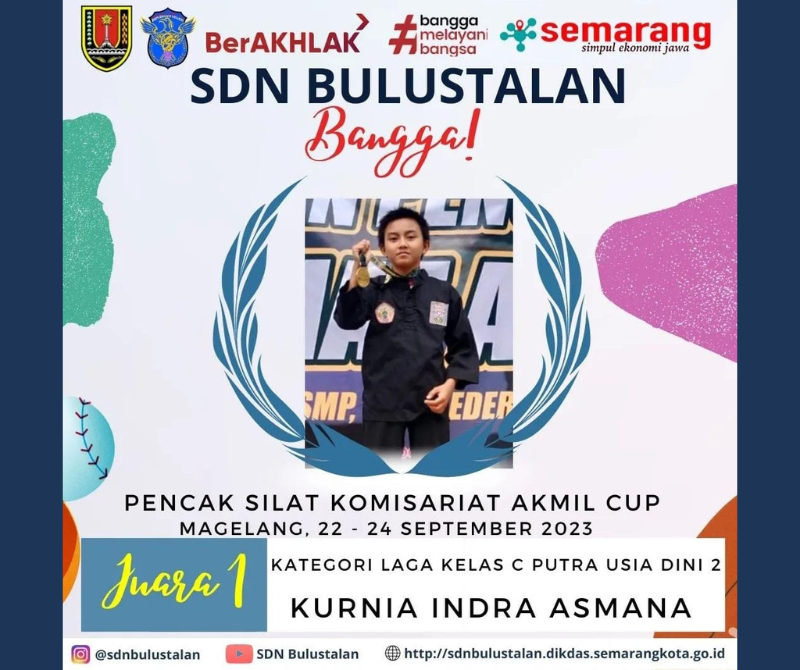 BerAKHLAK
# bangga melayani bangsa
semarang
simpul ekonomi jawa
SDN BULUSTALAN
Bangga!
SMP,
PENCAK SILAT KOMISARIAT AKMIL CUP
MAGELANG, 22 - 24 SEPTEMBER 2023
Juara 1
KATEGORI LAGA KELAS C PUTRA USIA DINI 2
KURNIA INDRA ASMANA
@sdnbulustalan
SDN Bulustalan
http://sdnbulustalan.dikdas.semarangkota.go.id